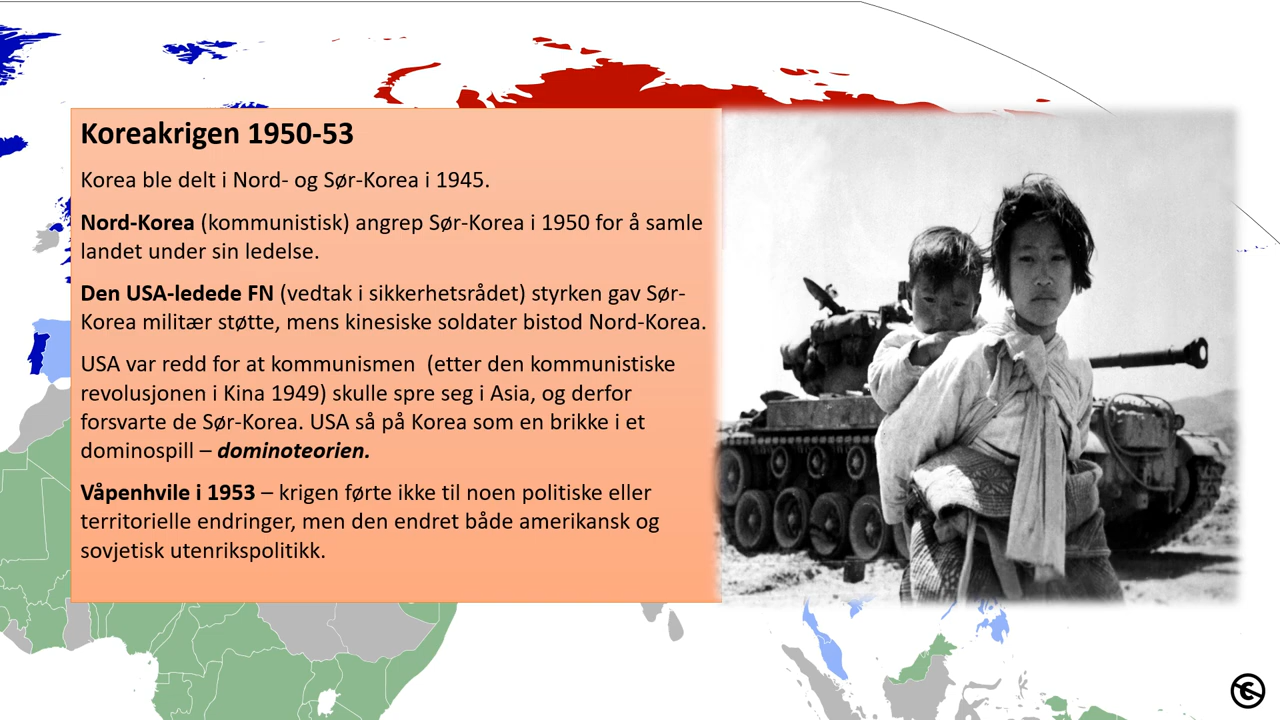 Koreakrigen 1950-53
Korea ble delt i Nord- og Sør-Korea i 1945.
Nord-Korea (kommunistisk) angrep Sør-Korea i 1950 for å samle
landet under sin ledelse.
Den USA-ledede FN (vedtak i sikkerhetsrådet) styrken gav Sør-
Korea militær støtte, mens kinesiske soldater bistod Nord-Korea.
USA var redd for at kommunismen  (etter den kommunistiske
revolusjonen i Kina 1949) skulle spre seg i Asia, og derfor
forsvarte de Sør-Korea. USA så på Korea som en brikke i et
dominospill – dominoteorien.
Våpenhvile i 1953 – krigen førte ikke til noen politiske eller
territorielle endringer, men den endret både amerikansk og
sovjetisk utenrikspolitikk.